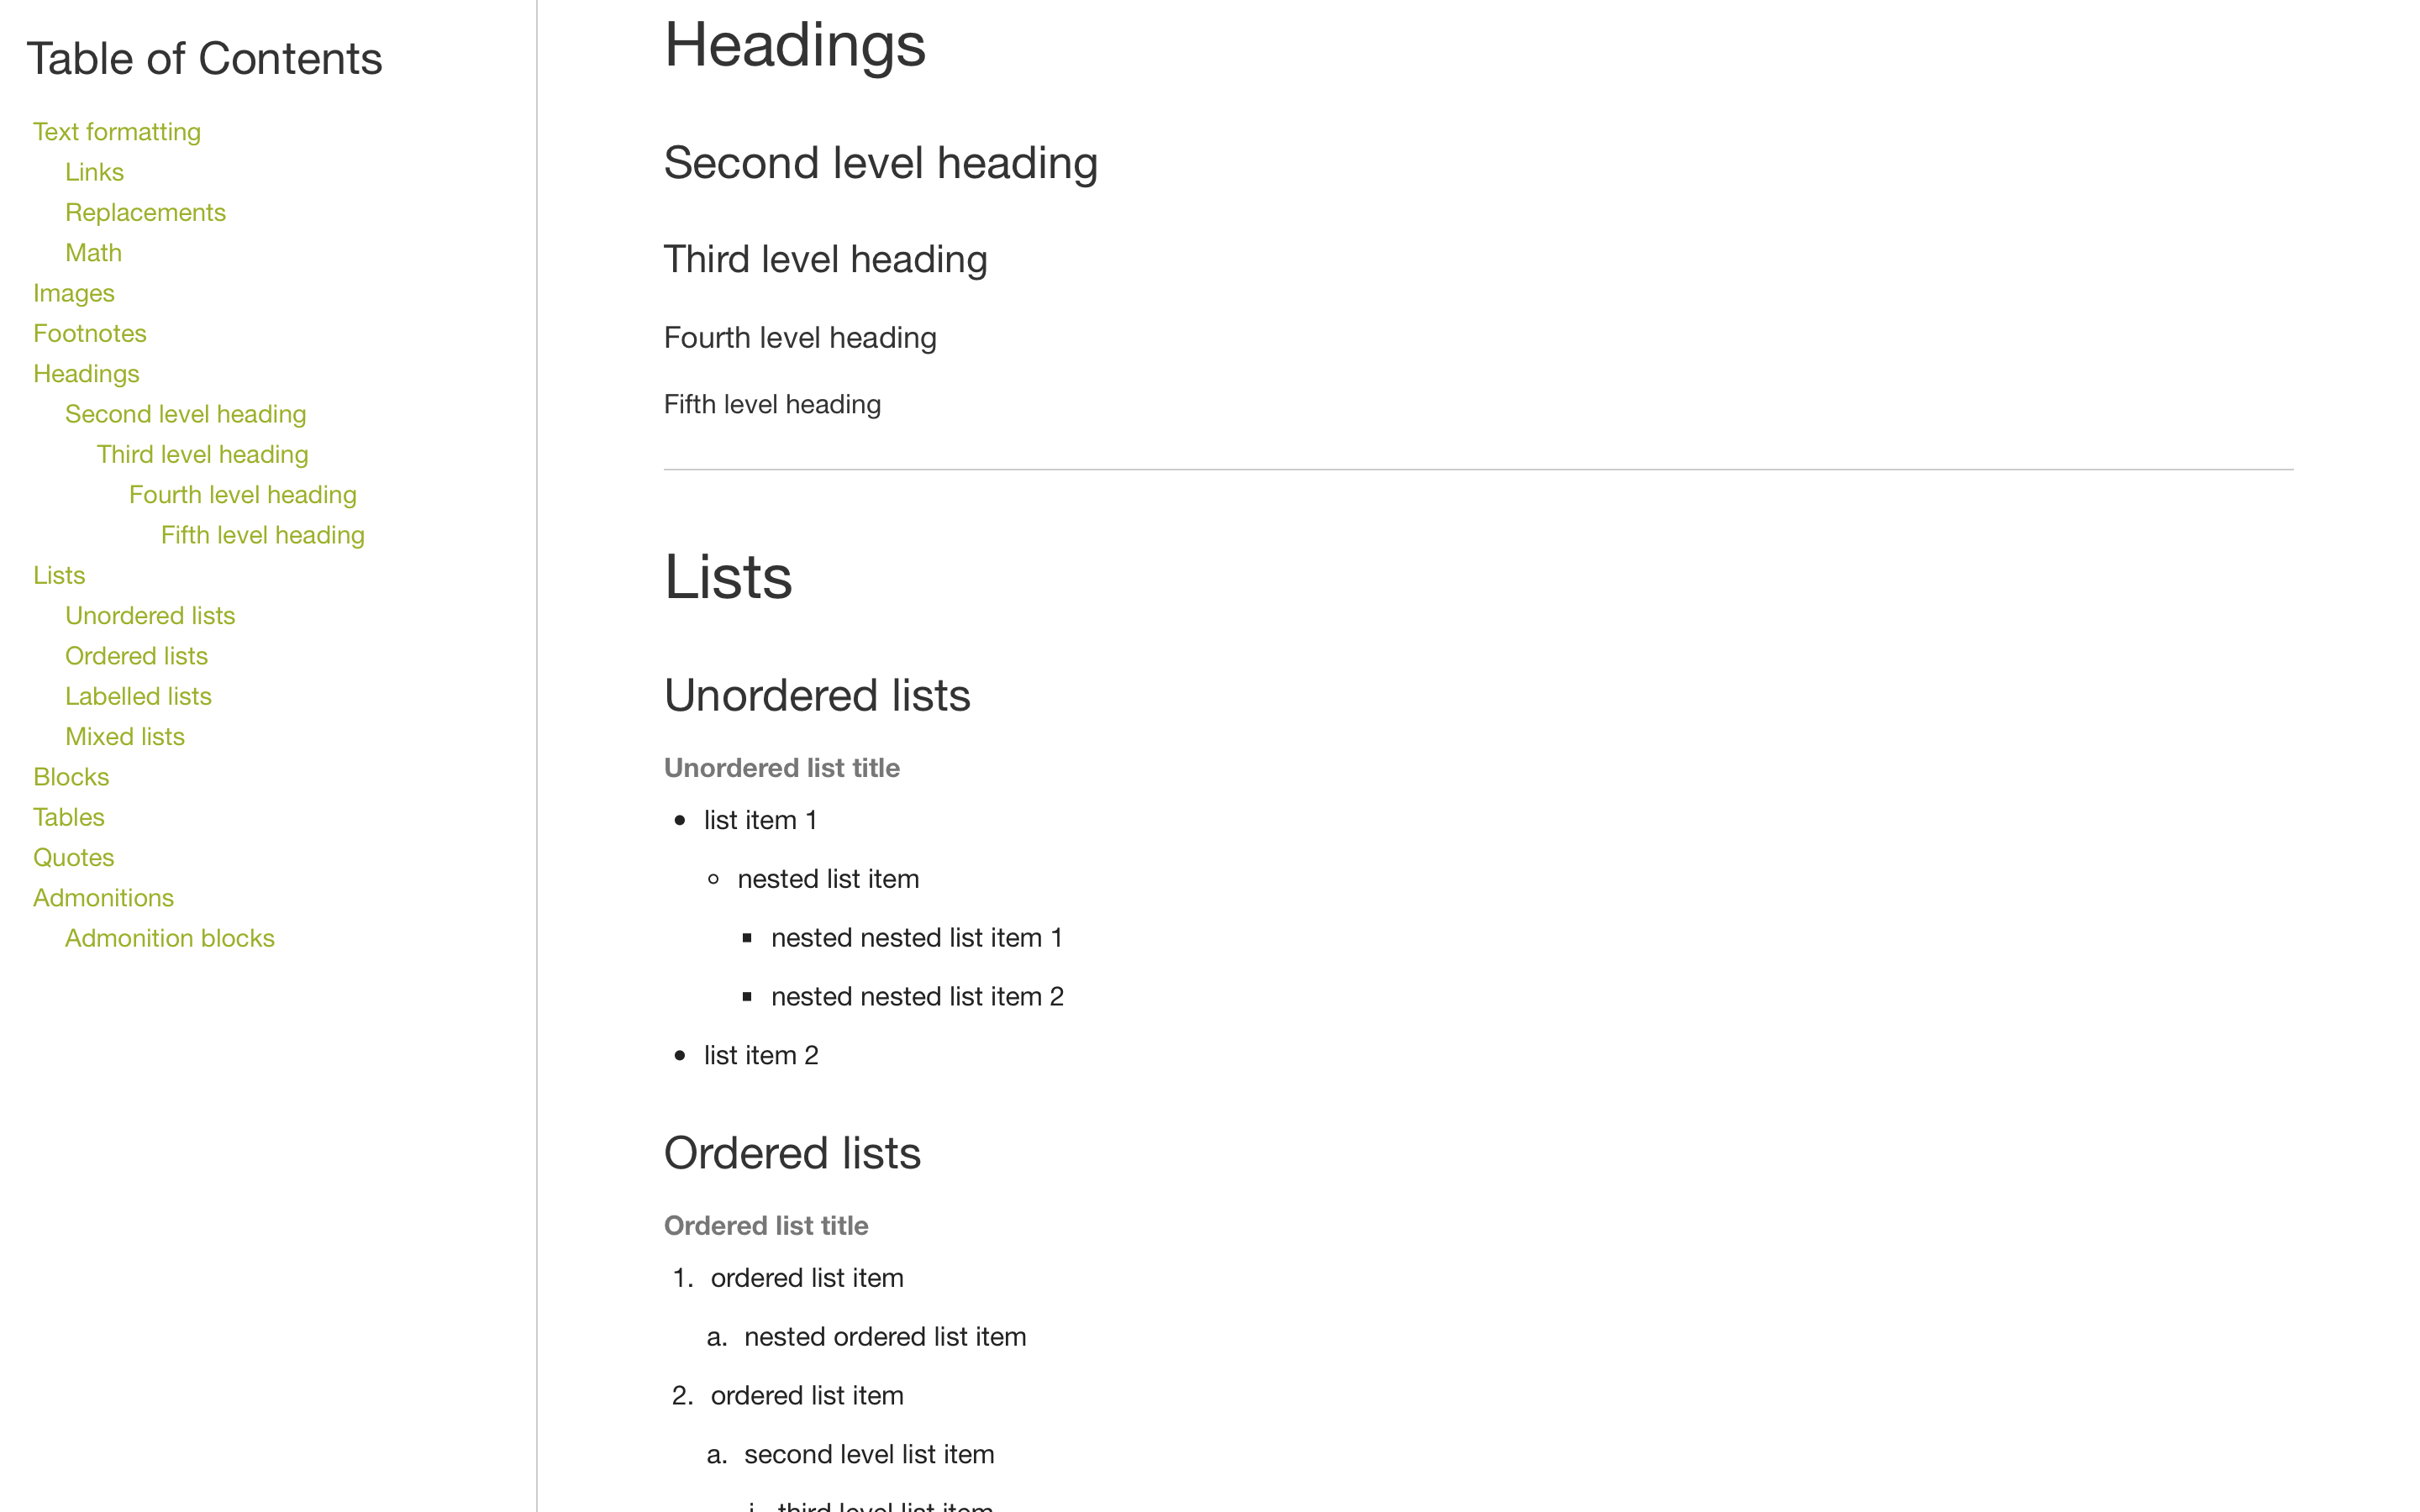 Table of Contents
Text formatting
Links
Replacements
Math
Images
Footnotes
Headings
Second level heading
Third level heading
Fourth level heading
Fifth level heading
Lists
Unordered lists
Ordered lists
Labelled lists
Mixed lists
Blocks
Tables
Quotes
Admonitions
Admonition blocks
Headings
Second level heading
Third level heading
Fourth level heading
Fifth level heading
Lists
Unordered lists
Unordered list title
• list item 1
◦ nested list item
▪ nested nested list item 1
▪ nested nested list item 2
• list item 2
Ordered lists
Ordered list title
1. ordered list item
a. nested ordered list item
2. ordered list item
a. second level list item
i. third level list item